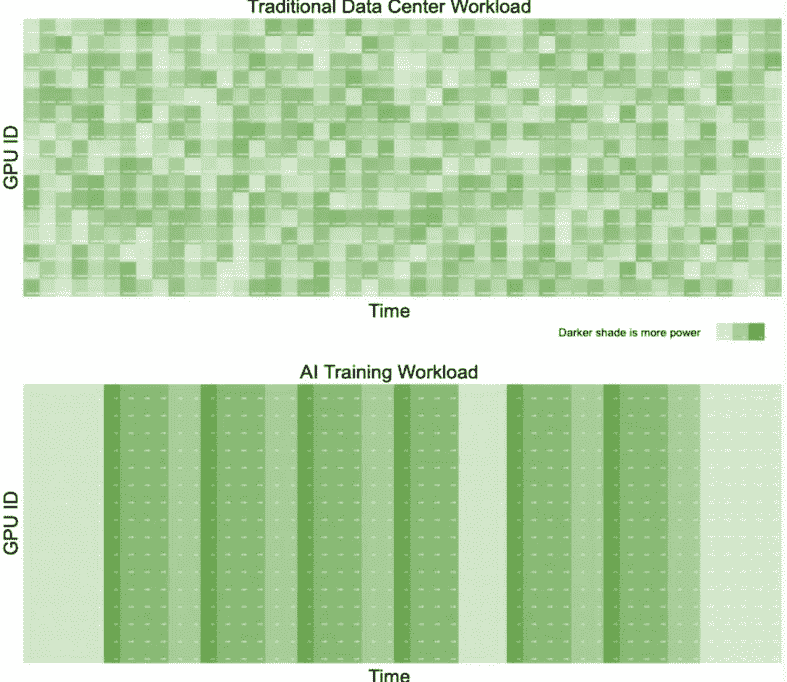 Traditional Data Center Workload
GPU ID
Time
Darker shade is more power
AI Training Workload
GPU ID
Time